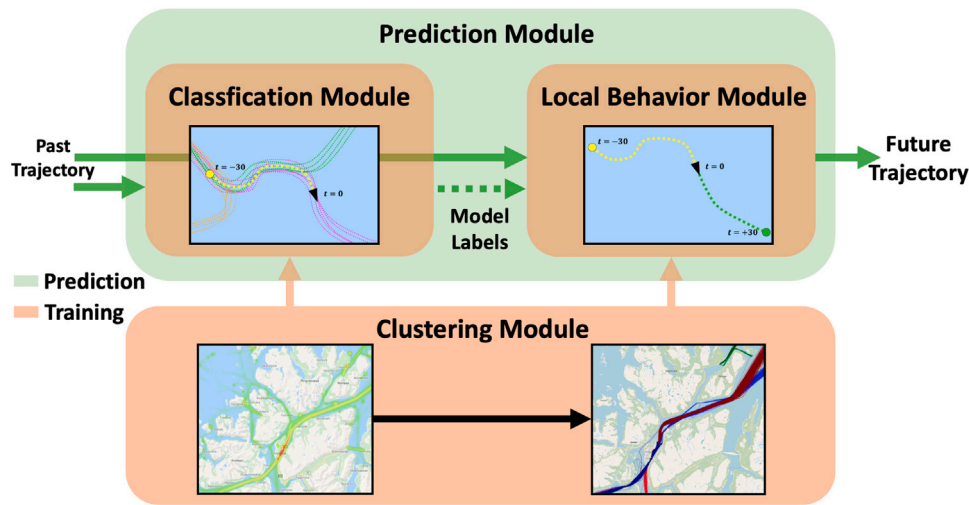 Prediction Module
Classfication Module
Local Behavior Module
Past
Trajectory
t = −30
t = 0
t = −30
t = 0
t = +30
Model
Labels
Future
Trajectory
Prediction
Training
Clustering Module